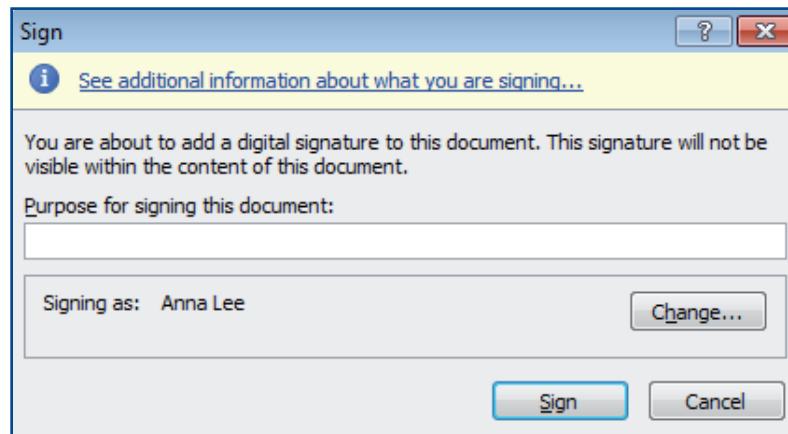 Sign
See additional information about what you are signing...
You are about to add a digital signature to this document. This signature will not be
visible within the content of this document.
Purpose for signing this document:
Signing as: Anna Lee
Change...
Sign Cancel